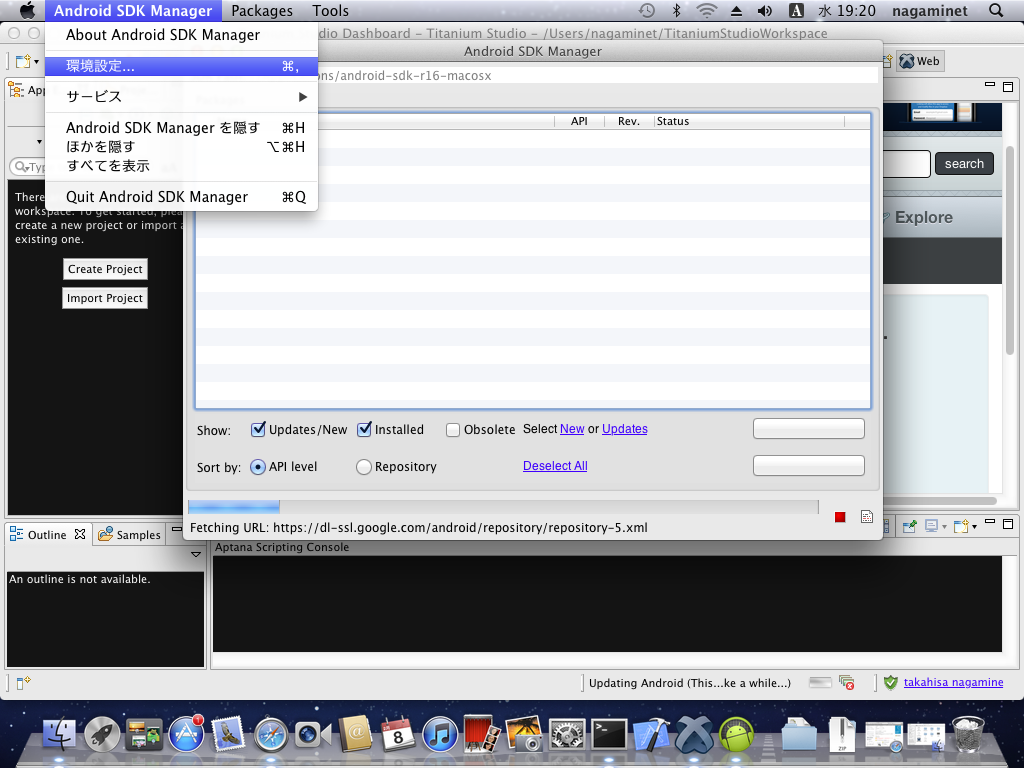 Android SDK Manager Packages Tools 水 19:20 nagaminet
About Android SDK Manager
環境設定... ⌘,
サービス ▶
Android SDK Manager を隠す ⌘H
ほかを隠す ⌥⌘H
すべてを表示
Quit Android SDK Manager ⌘Q
dio Dashboard – Titanium Studio – /Users/nagaminet/TitaniumStudioWorkspace
Android SDK Manager
ons/android-sdk-r16-macosx
Web
App
API Rev. Status
search
Explore
Typ
There
workspace. To get started, plea
create a new project or import a
existing one.
Create Project
Import Project
Show: Updates/New Installed Obsolete Select New or Updates
Sort by: API level Repository Deselect All
Fetching URL: https://dl-ssl.google.com/android/repository/repository-5.xml
Outline Samples
An outline is not available.
Aptana Scripting Console
Updating Android (This...ke a while...) takahisa nagamine
1
8
ZIP